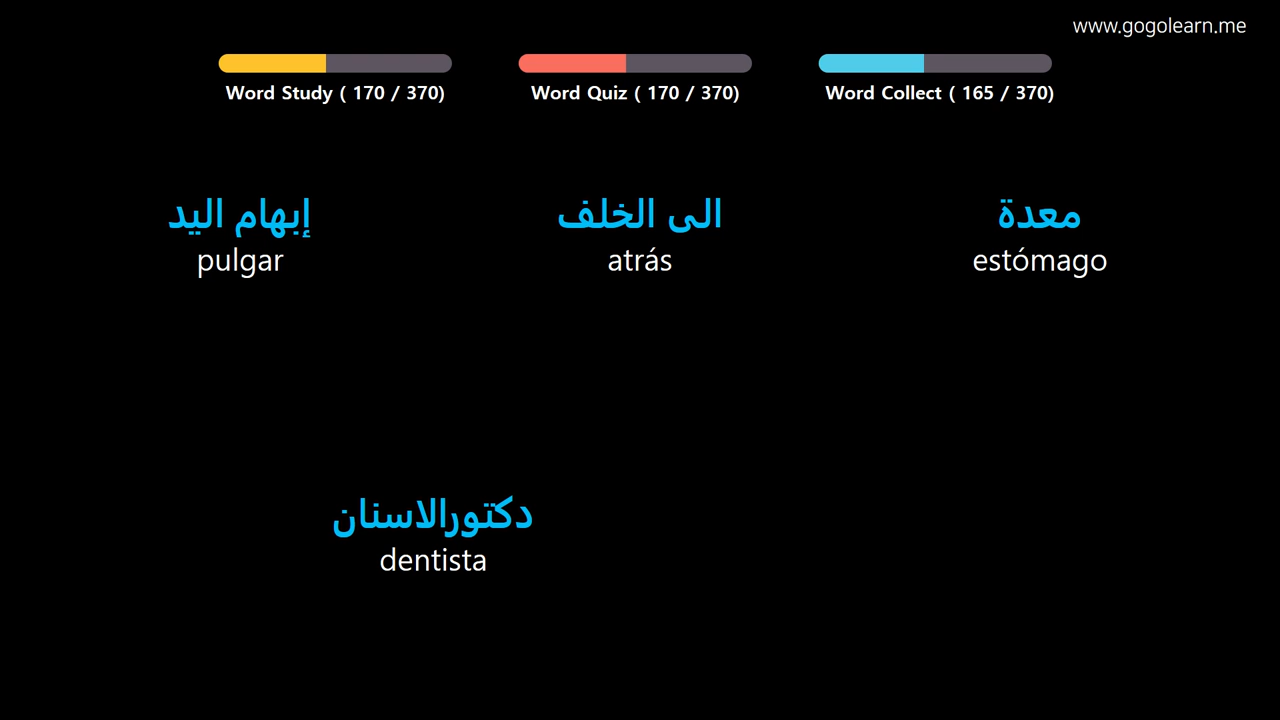 www.gogolearn.me
Word Study ( 170 / 370)
Word Quiz ( 170 / 370)
Word Collect ( 165 / 370)
إبهام اليد
pulgar
الى الخلف
atrás
معدة
estómago
دكتورالاسنان
dentista